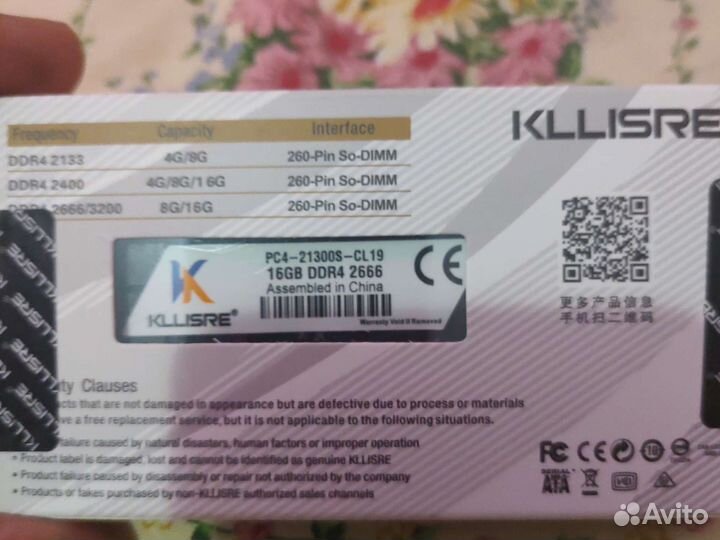 KLLISRE
Frequency Capacity Interface
DDR4 2133 4G/8G 260-Pin So-DIMM
DDR4 2400 4G/8G/16G 260-Pin So-DIMM
2666/3200 8G/16G 260-Pin So-DIMM
PC4-21300S-CL19
16GB DDR4 2666
Assembled in China
KLLISRE®
Warranty Void If Removed
CE
更多产品信息
手机扫二维码
KLLISRE
KLLISRE
KLLISRE
Clauses
that are not damaged in appearance but are defective due to process or materials
a free replacement service, but it is not applicable to the following situations.
failure caused by natural disasters, human factors or improper operation
• Product label is damaged, lost and cannot be identified as genuine KLLISRE
• Product failure caused by disassembly or repair not authorized by the company
• Products or fakes purchased by non-KLLISRE authorized sales channels
FC CE
SERIAL
ATA
Avito